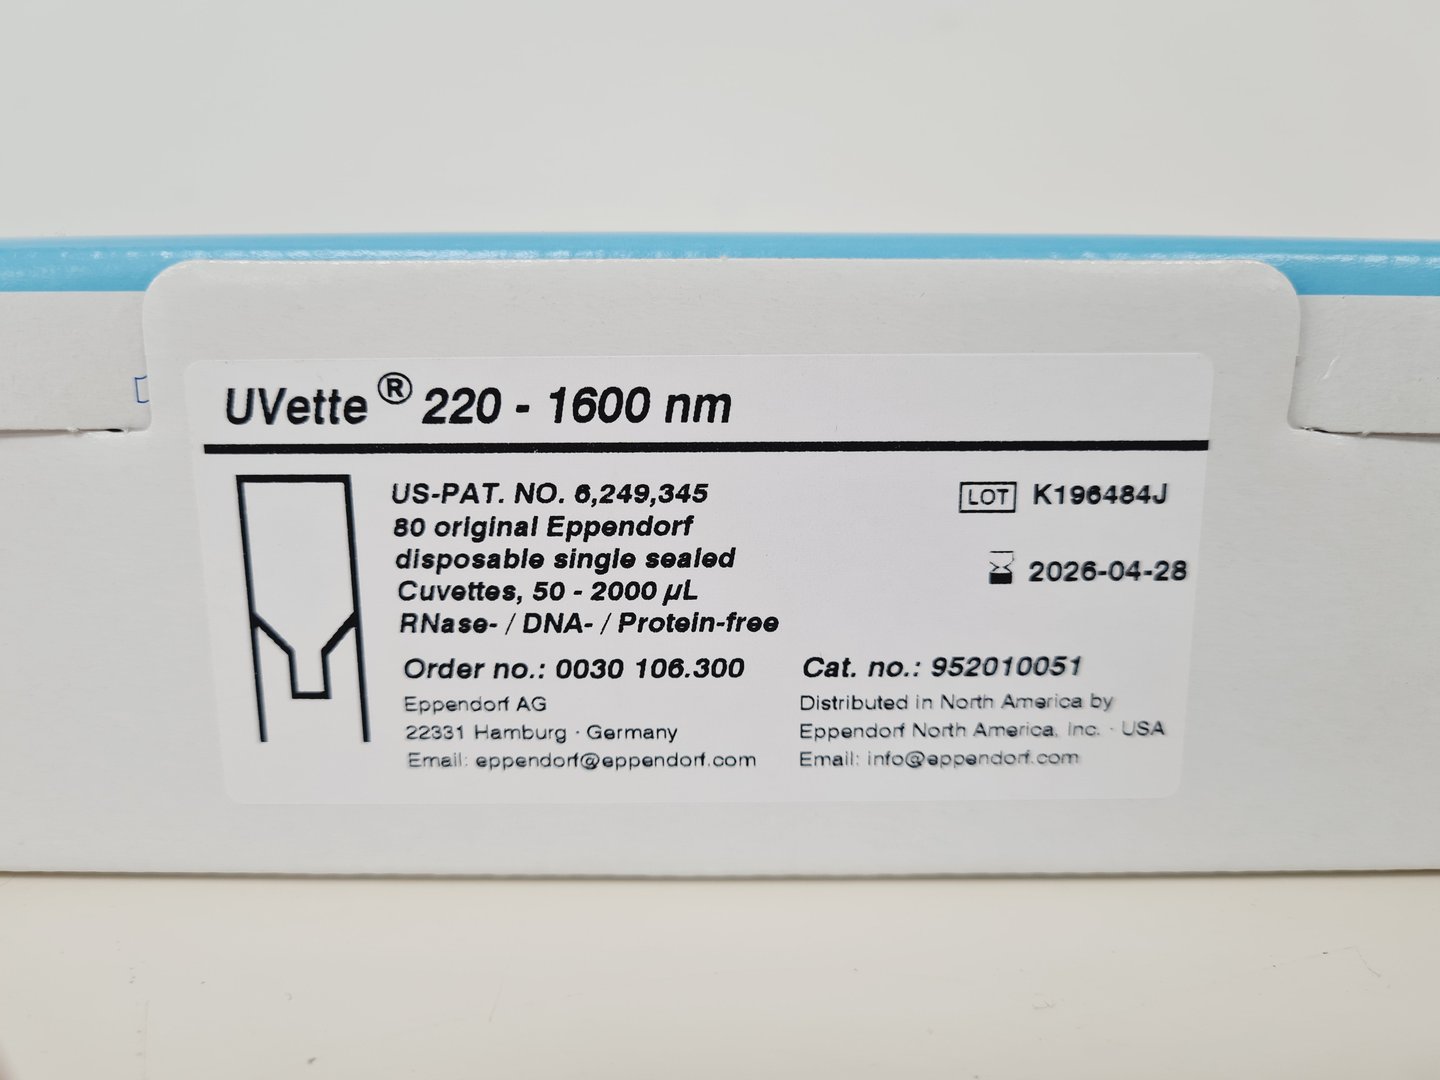 UVette® 220 - 1600 nm
US-PAT. NO. 6,249,345
80 original Eppendorf
disposable single sealed
Cuvettes, 50 - 2000 µL
RNase- / DNA- / Protein-free
LOT K196484J
2026-04-28
Order no.: 0030 106.300
Eppendorf AG
22331 Hamburg · Germany
Email: eppendorf@eppendorf.com
Cat. no.: 952010051
Distributed in North America by
Eppendorf North America, Inc. · USA
Email: info@eppendorf.com